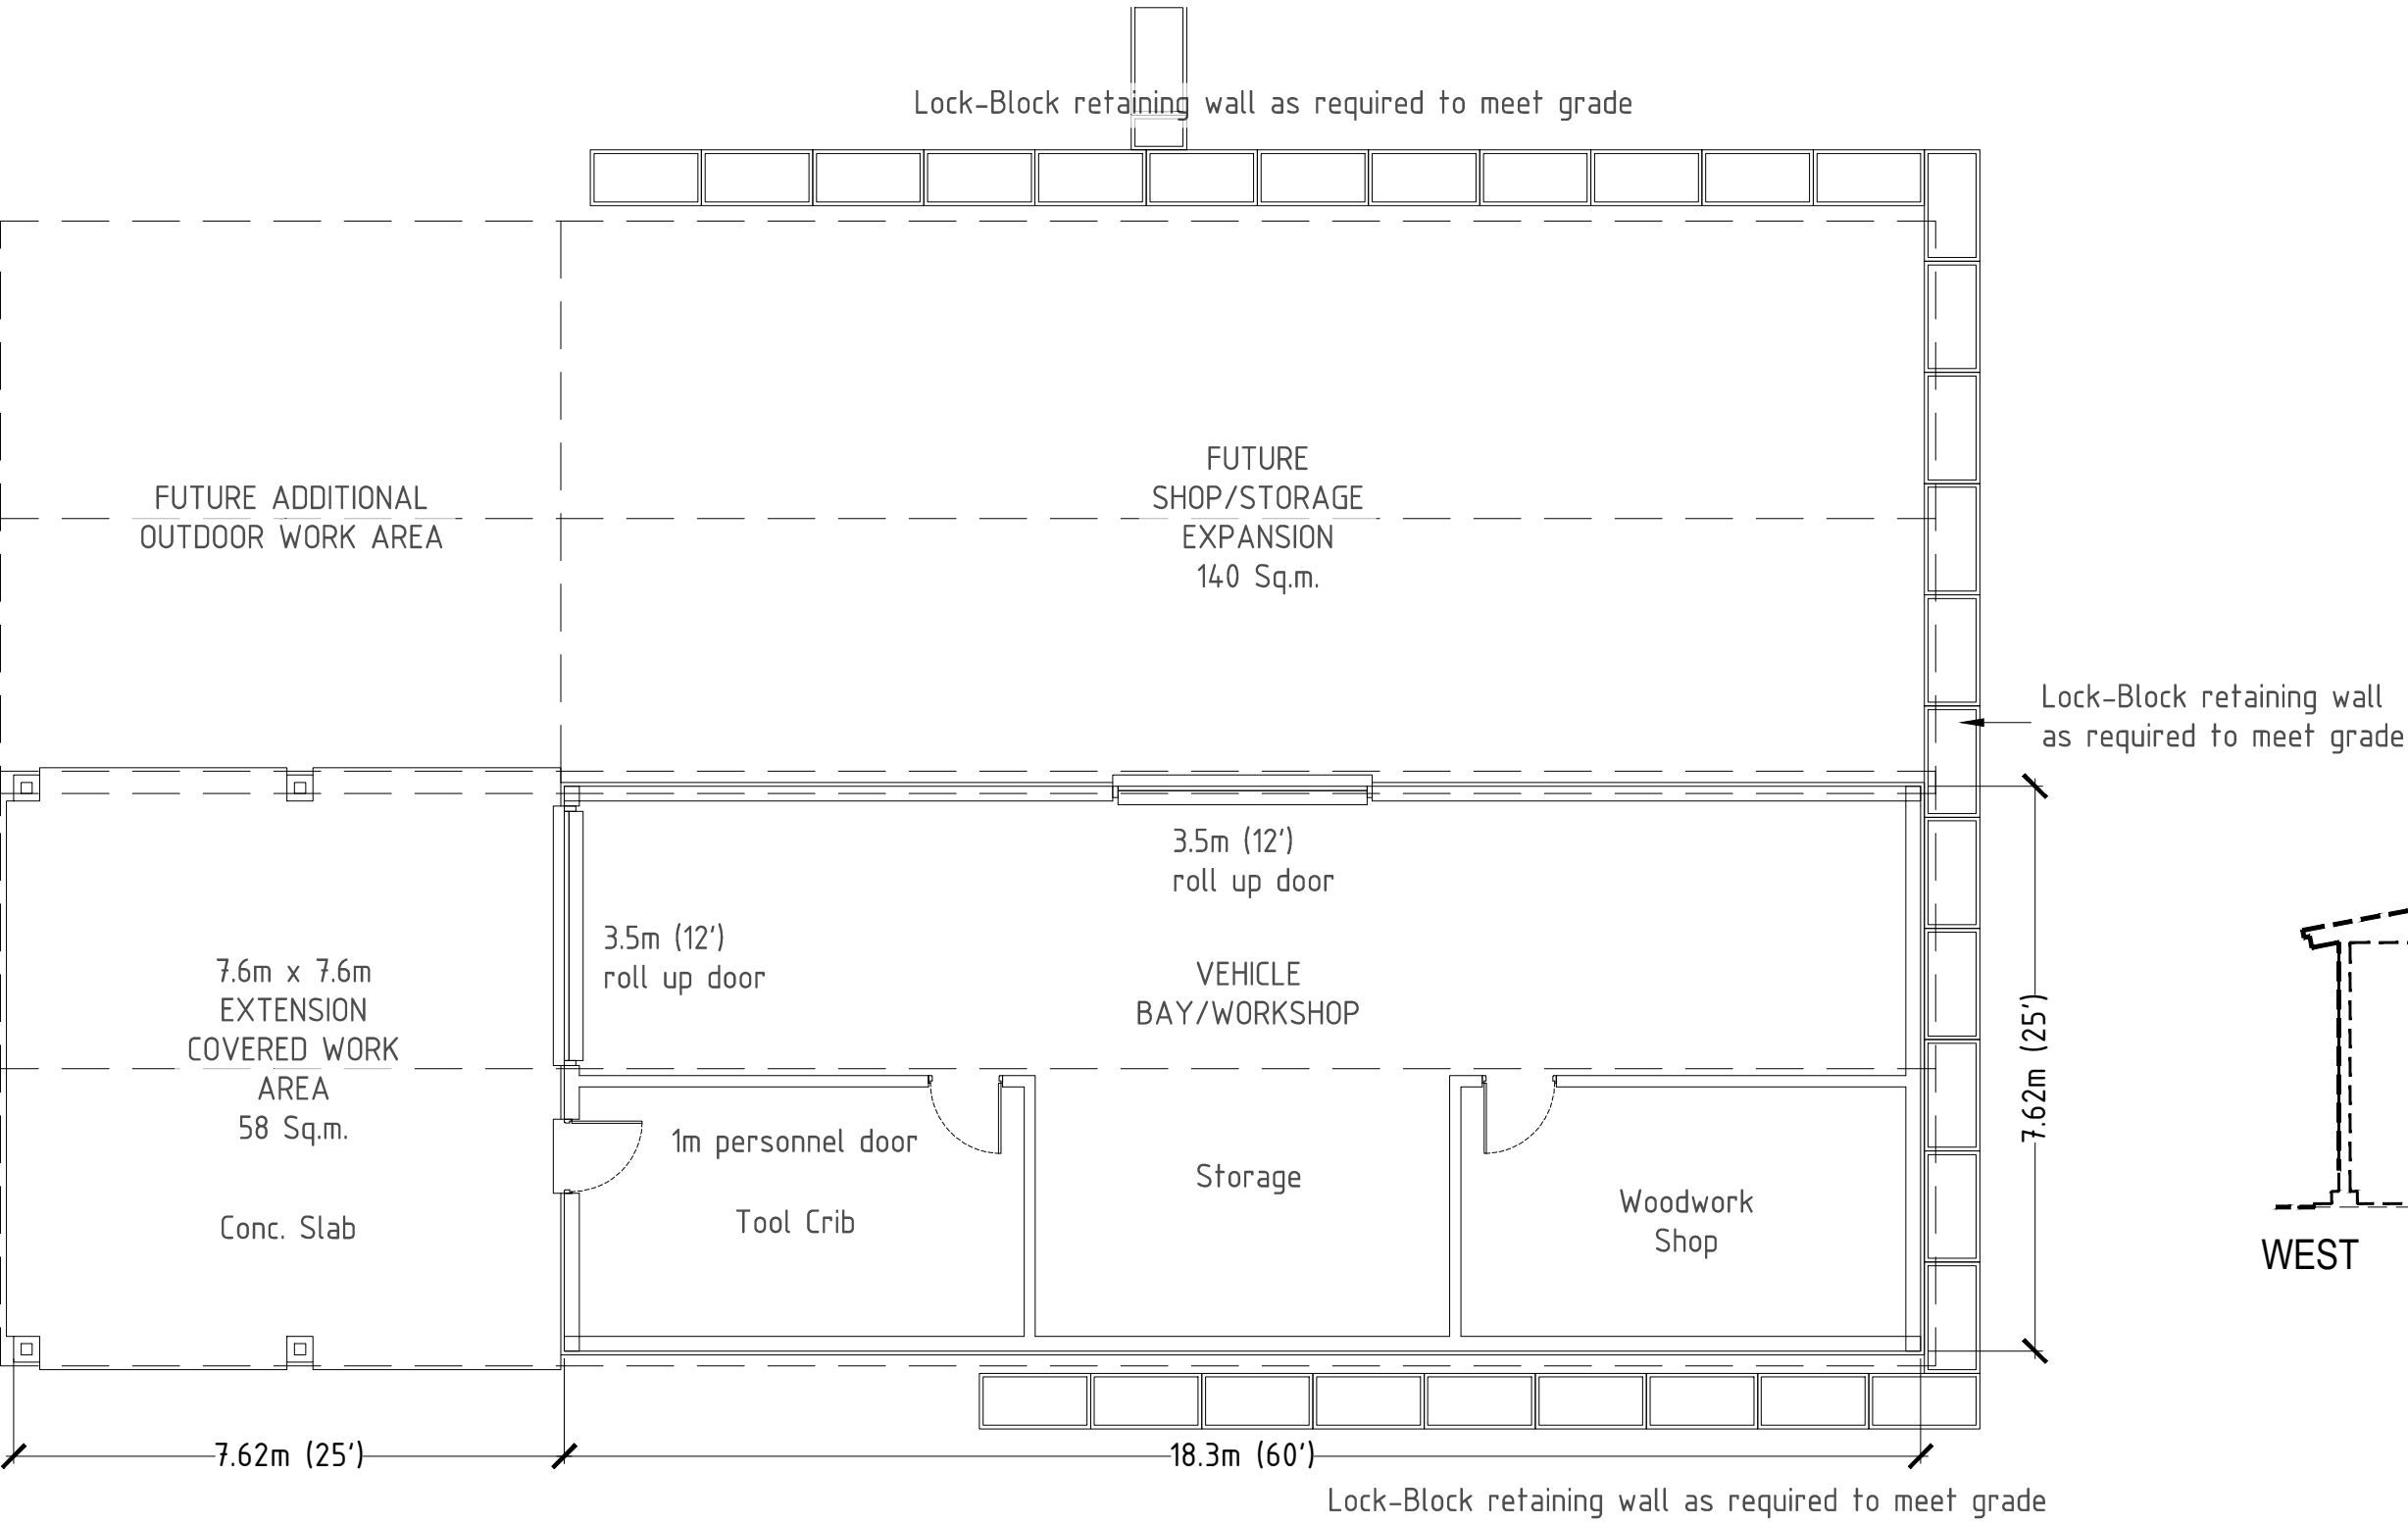 Lock-Block retaining wall as required to meet grade
FUTURE ADDITIONAL
OUTDOOR WORK AREA
FUTURE
SHOP/STORAGE
EXPANSION
140 Sq.m.
Lock-Block retaining wall
as required to meet grade
3.5m (12')
roll up door
3.5m (12')
roll up door
VEHICLE
BAY/WORKSHOP
7.6m x 7.6m
EXTENSION
COVERED WORK
AREA
58 Sq.m.
Conc. Slab
1m personnel door
Tool Crib
Storage
Woodwork
Shop
7.62m (25')
WEST
7.62m (25')
18.3m (60')
Lock-Block retaining wall as required to meet grade